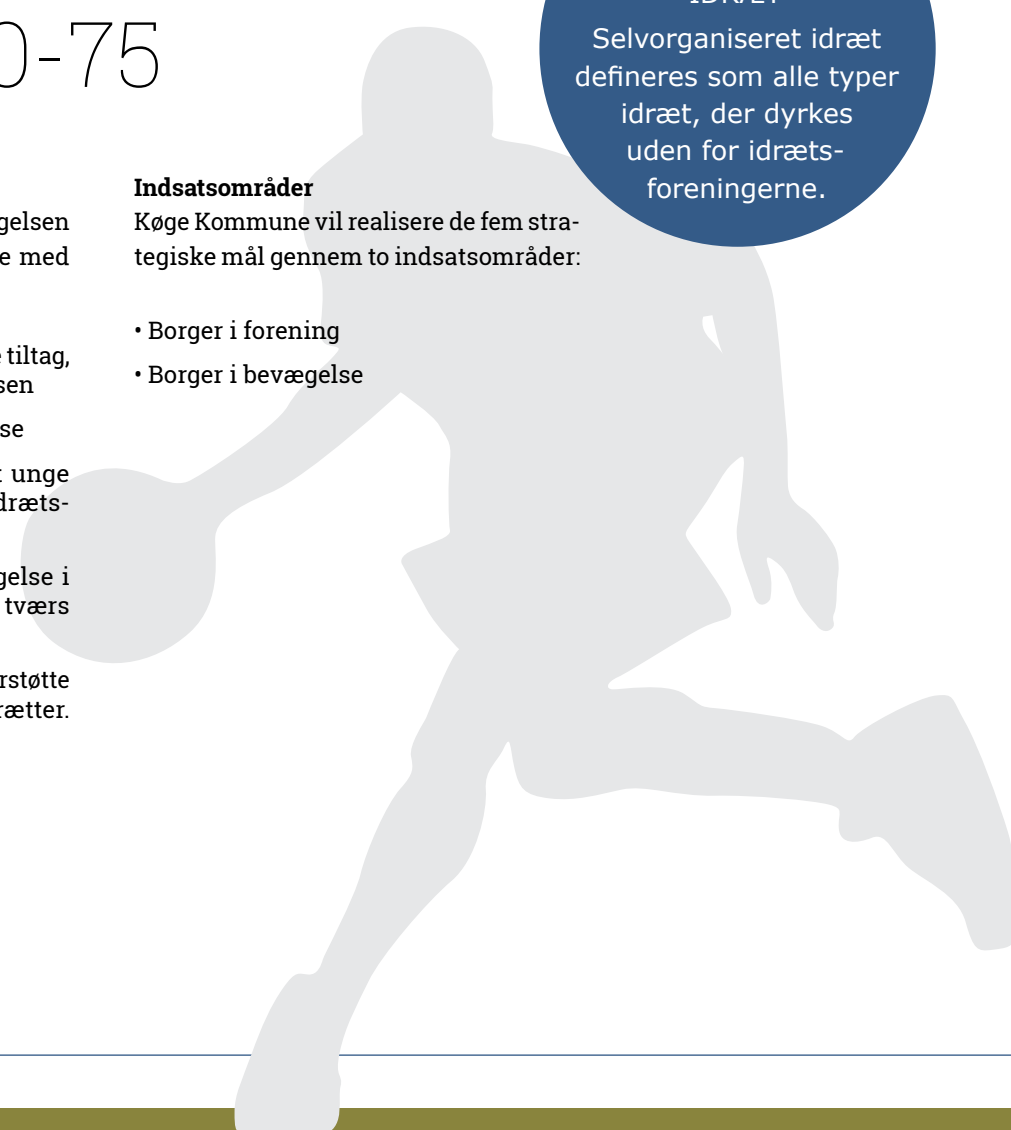 0-75
gelsen
e med
tiltag,
sen
se
unge
dræts-
gelse i
tværs
rstøtte
rætter.
Indsatsområder
Køge Kommune vil realisere de fem stra-
tegiske mål gennem to indsatsområder:
• Borger i forening
• Borger i bevægelse
IDRÆT
Selvorganiseret idræt
defineres som alle typer
idræt, der dyrkes
uden for idræts-
foreningerne.